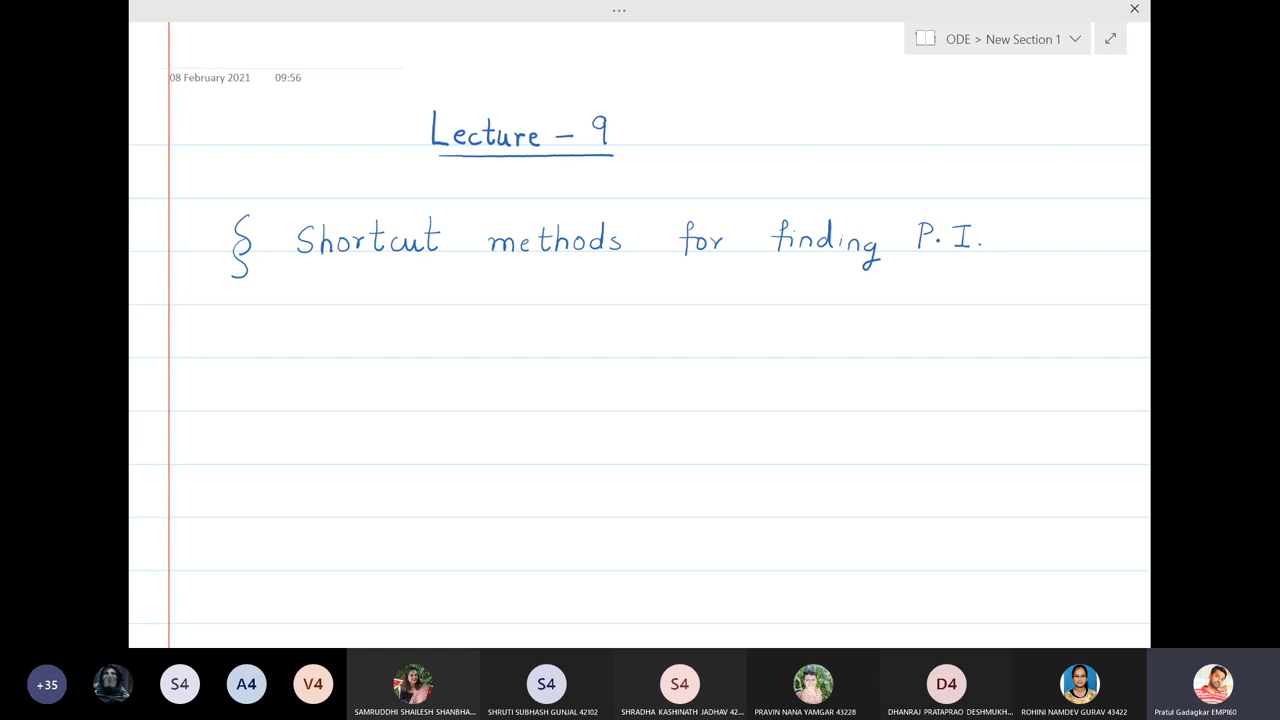 ODE > New Section 1
08 February 2021 09:56
Lecture - 9
§ Shortcut methods for finding P.I.
+35
S4
A4
V4
SAMRUDDHI SHAILESH SHANBHA...
S4
SHRUTI SUBHASH GUNJAL 42102
S4
SHRADHA KASHINATH JADHAV 42...
PRAVIN NANA YAMGAR 43228
D4
DHANRAJ PRATAPRAO DESHMUKH...
ROHINI NAMDEV GURAV 43422
Pratul Gadagkar EMP160